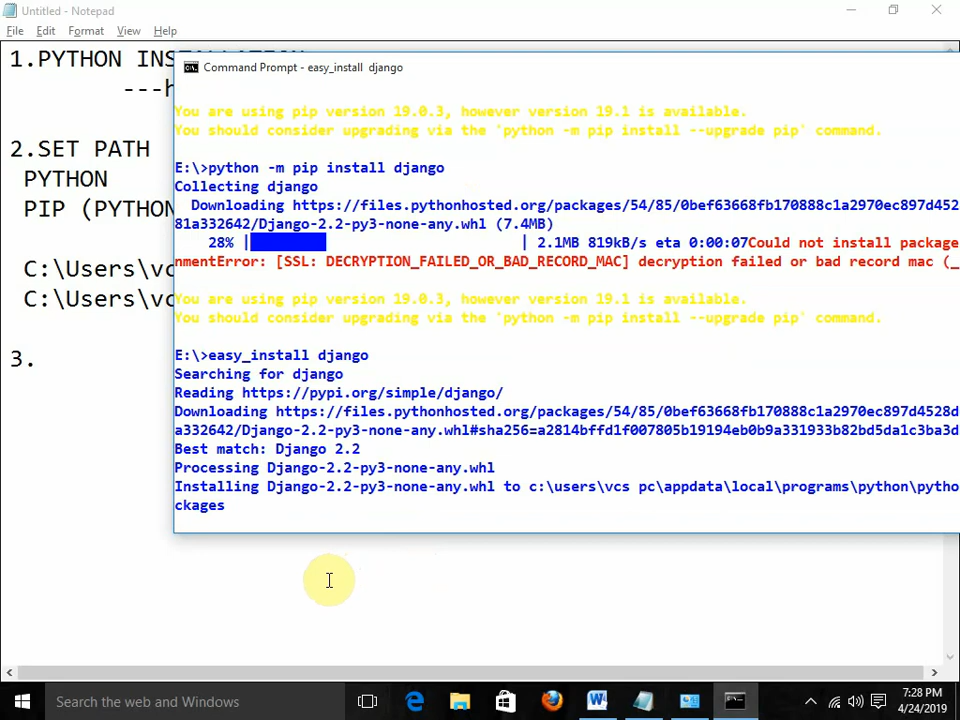 Untitled - Notepad
File Edit Format View Help
1.PYTHON INSTALLATION
---h
2.SET PATH
PYTHON
PIP (PYTHON
C:\Users\vc
C:\Users\vc
3.
Command Prompt - easy_install django
You are using pip version 19.0.3, however version 19.1 is available.
You should consider upgrading via the 'python -m pip install --upgrade pip' command.
E:\>python -m pip install django
Collecting django
Downloading https://files.pythonhosted.org/packages/54/85/0bef63668fb170888c1a2970ec897d452
81a332642/Django-2.2-py3-none-any.whl (7.4MB)
28% | | 2.1MB 819kB/s eta 0:00:07Could not install package
nmentError: [SSL: DECRYPTION_FAILED_OR_BAD_RECORD_MAC] decryption failed or bad record mac (_
You are using pip version 19.0.3, however version 19.1 is available.
You should consider upgrading via the 'python -m pip install --upgrade pip' command.
E:\>easy_install django
Searching for django
Reading https://pypi.org/simple/django/
Downloading https://files.pythonhosted.org/packages/54/85/0bef63668fb170888c1a2970ec897d4528d
a332642/Django-2.2-py3-none-any.whl#sha256=a2814bffd1f007805b19194eb0b9a331933b82bd5da1c3ba3d
Best match: Django 2.2
Processing Django-2.2-py3-none-any.whl
Installing Django-2.2-py3-none-any.whl to c:\users\vcs pc\appdata\local\programs\python\pytho
ckages
Search the web and Windows
7:28 PM
4/24/2019